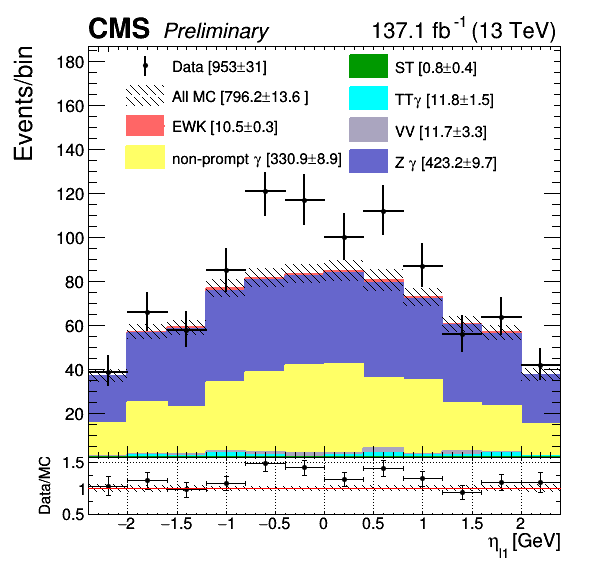 CMS Preliminary 137.1 fb⁻¹ (13 TeV)
Events/bin
180
160
140
120
100
80
60
40
20
Data [953±31]
All MC [796.2±13.6 ]
EWK [10.5±0.3]
non-prompt γ [330.9±8.9]
ST [0.8±0.4]
TTγ [11.8±1.5]
VV [11.7±3.3]
Z γ [423.2±9.7]
Data/MC
1.5
1
0.5
−2 −1.5 −1 −0.5 0 0.5 1 1.5 2
η_l1 [GeV]